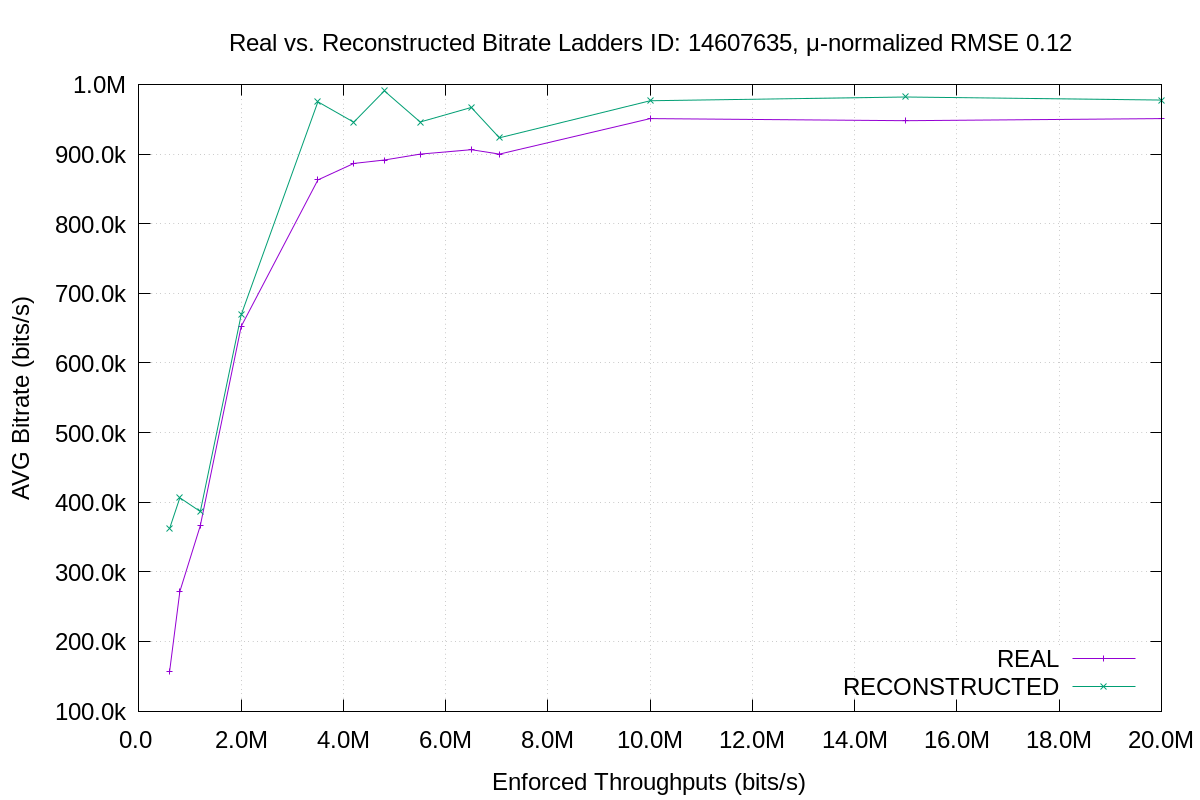 Real vs. Reconstructed Bitrate Ladders ID: 14607635, μ-normalized RMSE 0.12
1.0M
900.0k
800.0k
700.0k
600.0k
500.0k
400.0k
300.0k
200.0k
100.0k
AVG Bitrate (bits/s)
REAL
RECONSTRUCTED
0.0 2.0M 4.0M 6.0M 8.0M 10.0M 12.0M 14.0M 16.0M 18.0M 20.0M
Enforced Throughputs (bits/s)